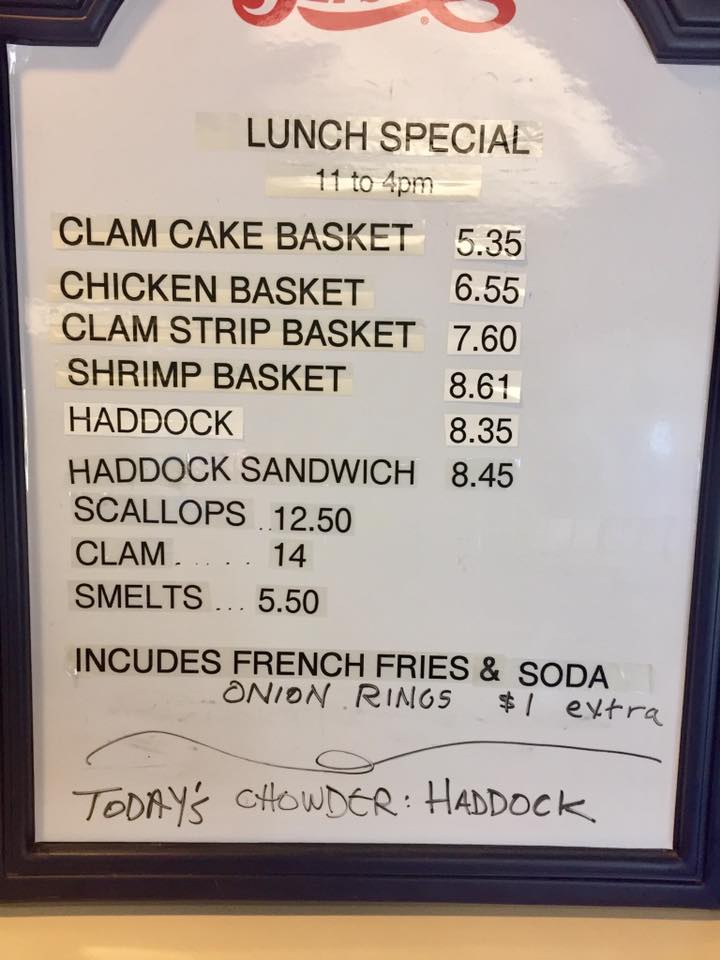 LUNCH SPECIAL
11 to 4pm
CLAM CAKE BASKET 5.35
CHICKEN BASKET 6.55
CLAM STRIP BASKET 7.60
SHRIMP BASKET 8.61
HADDOCK 8.35
HADDOCK SANDWICH 8.45
SCALLOPS ..12.50
CLAM . . . . . 14
SMELTS ... 5.50
INCUDES FRENCH FRIES & SODA
ONION RINGS $1 extra
TODAY'S CHOWDER: HADDOCK